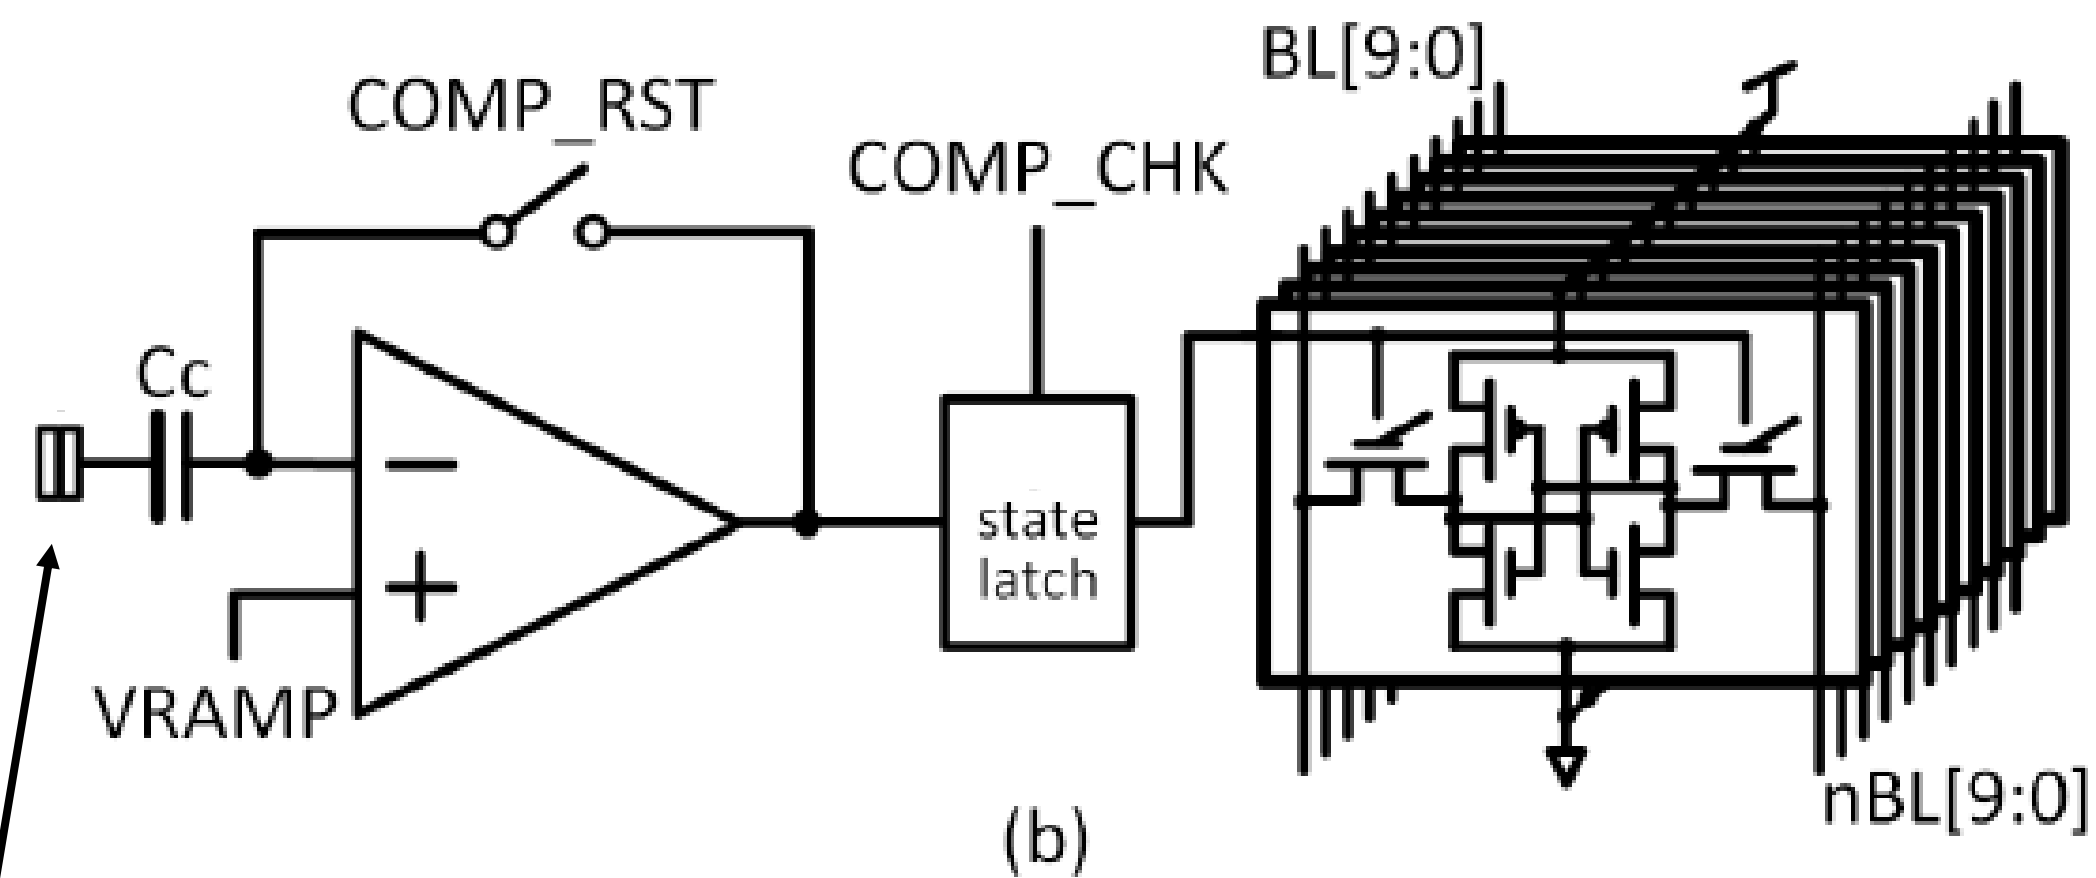 BL[9:0]
COMP_RST
COMP_CHK
Cc
−
+
state
latch
VRAMP
nBL[9:0]
(b)